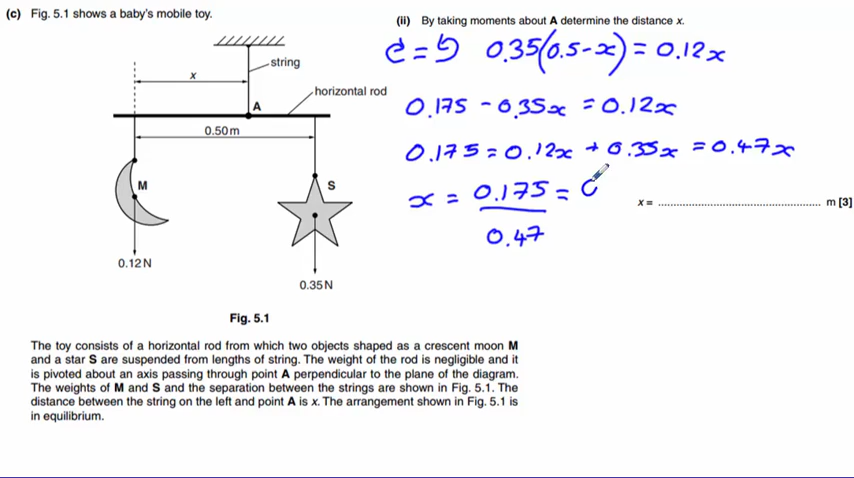 (c) Fig. 5.1 shows a baby's mobile toy.
string
x
horizontal rod
A
0.50 m
M
S
0.12 N
0.35 N
Fig. 5.1
The toy consists of a horizontal rod from which two objects shaped as a crescent moon M
and a star S are suspended from lengths of string. The weight of the rod is negligible and it
is pivoted about an axis passing through point A perpendicular to the plane of the diagram.
The weights of M and S and the separation between the strings are shown in Fig. 5.1. The
distance between the string on the left and point A is x. The arrangement shown in Fig. 5.1 is
in equilibrium.
(ii) By taking moments about A determine the distance x.
0.35(0.5-x) = 0.12x
0.175 - 0.35x = 0.12x
0.175 = 0.12x + 0.35x = 0.47x
x = 0.175 = 0
0.47
x = ........................................ m [3]